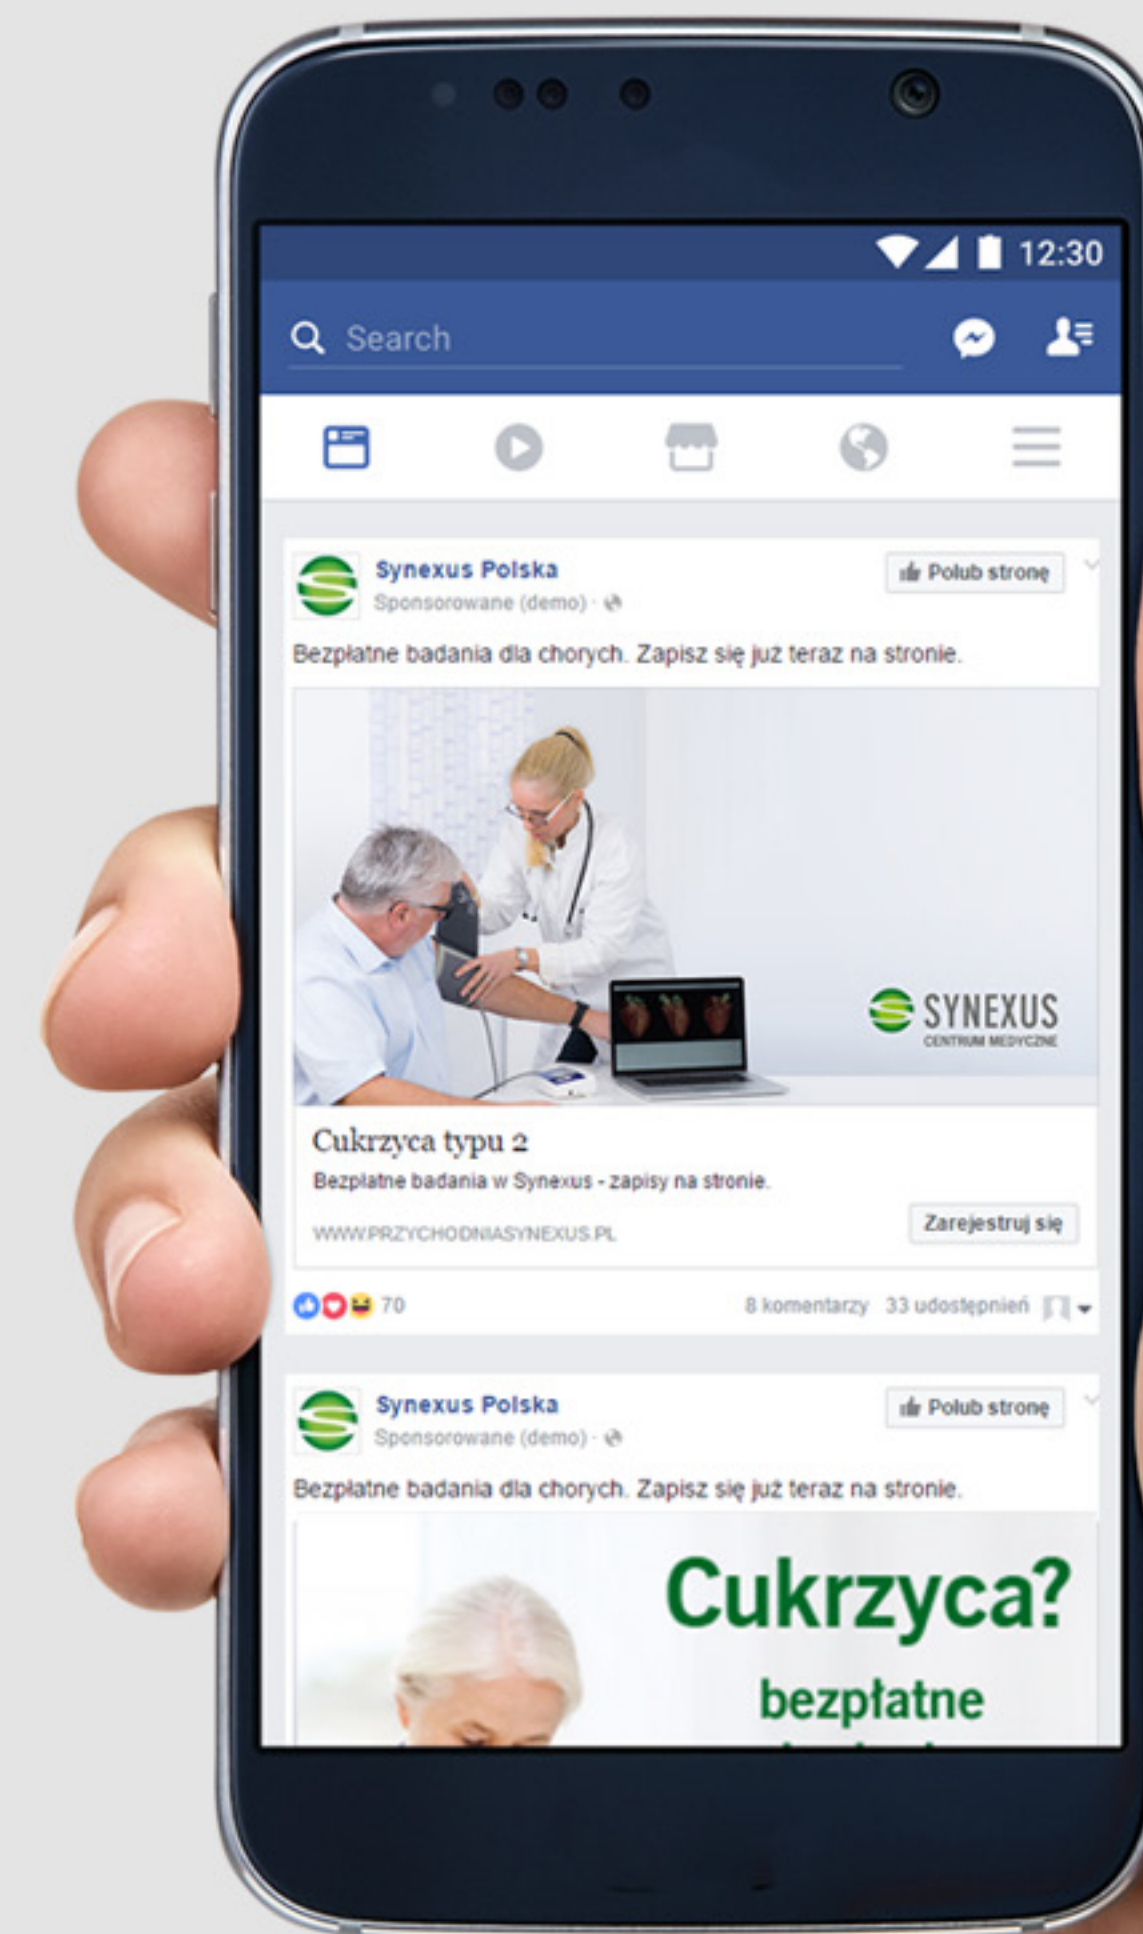 12:30
Search
Synexus Polska
Polub stronę
Sponsorowane (demo) ·
Bezpłatne badania dla chorych. Zapisz się już teraz na stronie.
SYNEXUS
CENTRUM MEDYCZNE
Cukrzyca typu 2
Bezpłatne badania w Synexus - zapisy na stronie.
WWW.PRZYCHODNIASYNEXUS.PL
Zarejestruj się
70
8 komentarzy 33 udostępnień
Synexus Polska
Polub stronę
Sponsorowane (demo) ·
Bezpłatne badania dla chorych. Zapisz się już teraz na stronie.
Cukrzyca?
bezpłatne